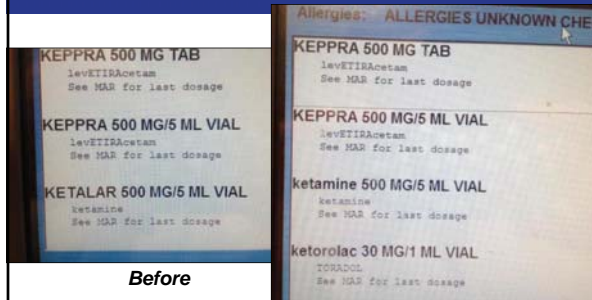 KEPPRA 500 MG TAB
levETIRAcetam
See MAR for last dosage
KEPPRA 500 MG/5 ML VIAL
levETIRAcetam
See MAR for last dosage
KETALAR 500 MG/5 ML VIAL
ketamine
See MAR for last dosage
Before
Allergies: ALLERGIES UNKNOWN CHE
KEPPRA 500 MG TAB
levETIRAcetam
See MAR for last dosage
KEPPRA 500 MG/5 ML VIAL
levETIRAcetam
See MAR for last dosage
ketamine 500 MG/5 ML VIAL
ketamine
See MAR for last dosage
ketorolac 30 MG/1 ML VIAL
TORADOL
See MAR for last dosage